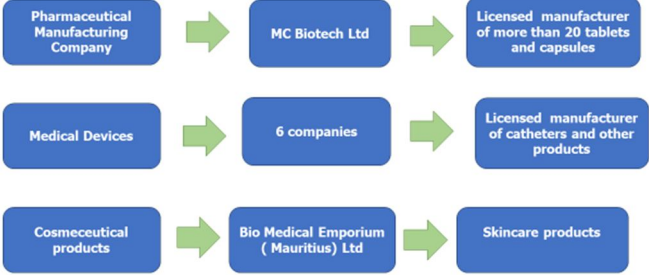 Pharmaceutical
Manufacturing
Company
MC Biotech Ltd
Licensed manufacturer
of more than 20 tablets
and capsules
Medical Devices
6 companies
Licensed manufacturer
of catheters and other
products
Cosmeceutical
products
Bio Medical Emporium
( Mauritius) Ltd
Skincare products